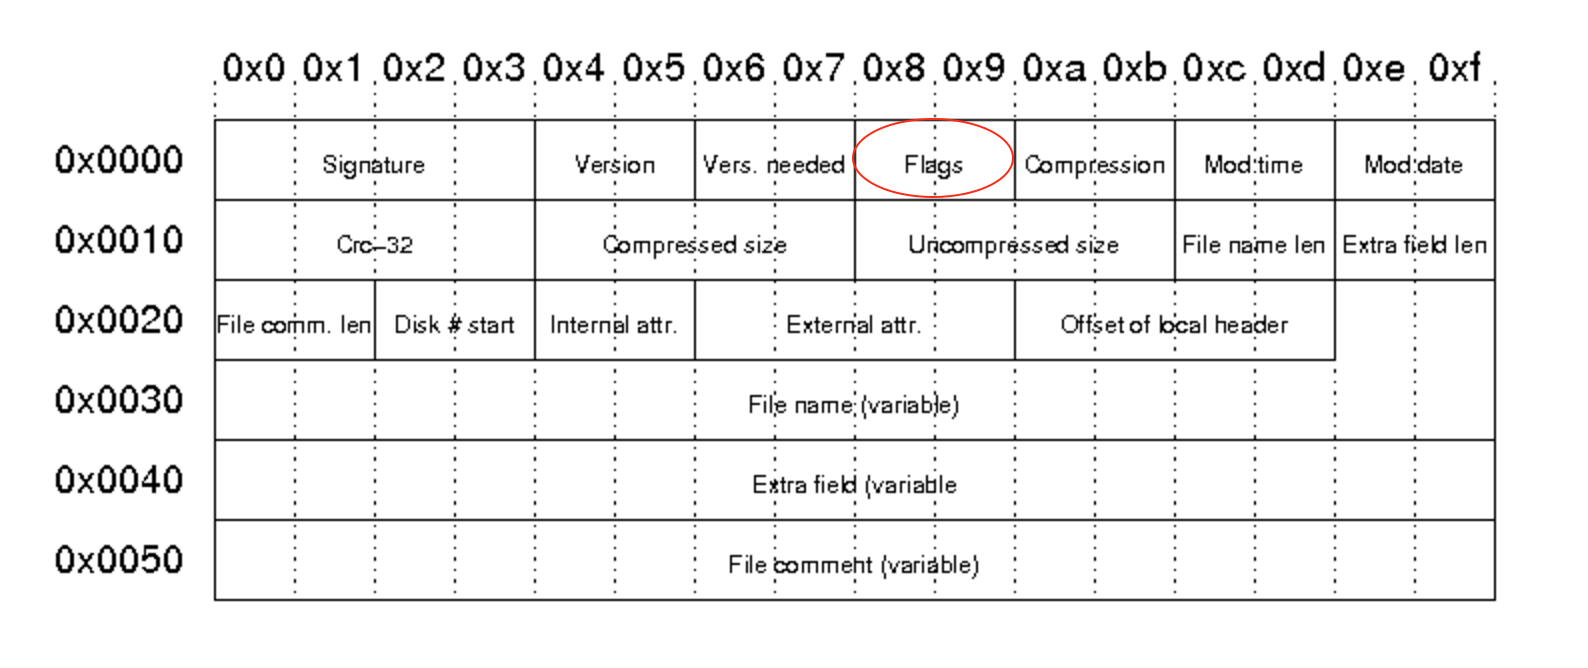 0x0 0x1 0x2 0x3 0x4 0x5 0x6 0x7 0x8 0x9 0xa 0xb 0xc 0xd 0xe 0xf
0x0000 Signature Version Vers. needed Flags Compression Mod time Mod date
0x0010 Crc-32 Compressed size Uncompressed size File name len Extra field len
0x0020 File comm. len Disk # start Internal attr. External attr. Offset of local header
0x0030 File name (variable)
0x0040 Extra field (variable
0x0050 File comment (variable)